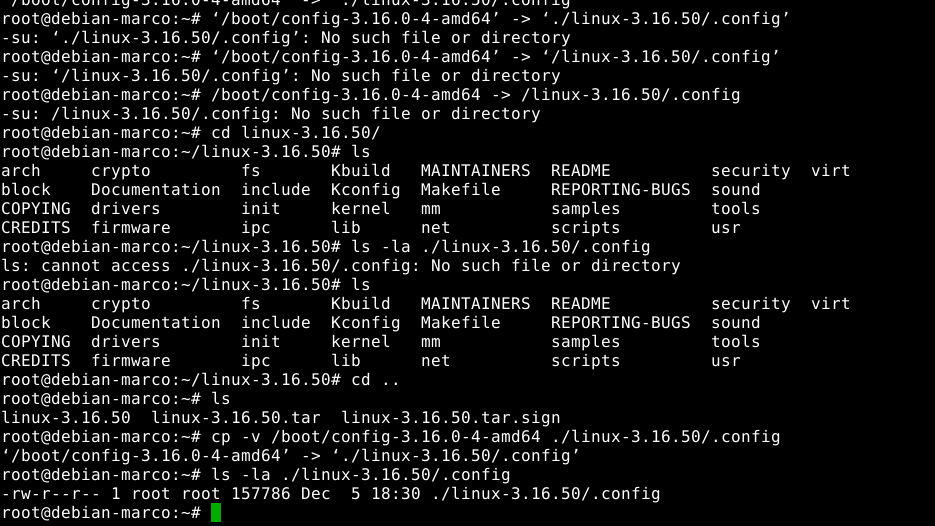 ‘/boot/config-3.16.0-4-amd64’ -> ‘./linux-3.16.50/.config’
root@debian-marco:~# ‘/boot/config-3.16.0-4-amd64’ -> ‘./linux-3.16.50/.config’
-su: ‘./linux-3.16.50/.config’: No such file or directory
root@debian-marco:~# ‘/boot/config-3.16.0-4-amd64’ -> ‘/linux-3.16.50/.config’
-su: ‘/linux-3.16.50/.config’: No such file or directory
root@debian-marco:~# /boot/config-3.16.0-4-amd64 -> /linux-3.16.50/.config
-su: /linux-3.16.50/.config: No such file or directory
root@debian-marco:~# cd linux-3.16.50/
root@debian-marco:~/linux-3.16.50# ls
arch     crypto         fs       Kbuild   MAINTAINERS  README          security  virt
block    Documentation  include  Kconfig  Makefile     REPORTING-BUGS  sound
COPYING  drivers        init     kernel   mm           samples         tools
CREDITS  firmware       ipc      lib      net          scripts         usr
root@debian-marco:~/linux-3.16.50# ls -la ./linux-3.16.50/.config
ls: cannot access ./linux-3.16.50/.config: No such file or directory
root@debian-marco:~/linux-3.16.50# ls
arch     crypto         fs       Kbuild   MAINTAINERS  README          security  virt
block    Documentation  include  Kconfig  Makefile     REPORTING-BUGS  sound
COPYING  drivers        init     kernel   mm           samples         tools
CREDITS  firmware       ipc      lib      net          scripts         usr
root@debian-marco:~/linux-3.16.50# cd ..
root@debian-marco:~# ls
linux-3.16.50  linux-3.16.50.tar  linux-3.16.50.tar.sign
root@debian-marco:~# cp -v /boot/config-3.16.0-4-amd64 ./linux-3.16.50/.config
‘/boot/config-3.16.0-4-amd64’ -> ‘./linux-3.16.50/.config’
root@debian-marco:~# ls -la ./linux-3.16.50/.config
-rw-r--r-- 1 root root 157786 Dec  5 18:30 ./linux-3.16.50/.config
root@debian-marco:~#